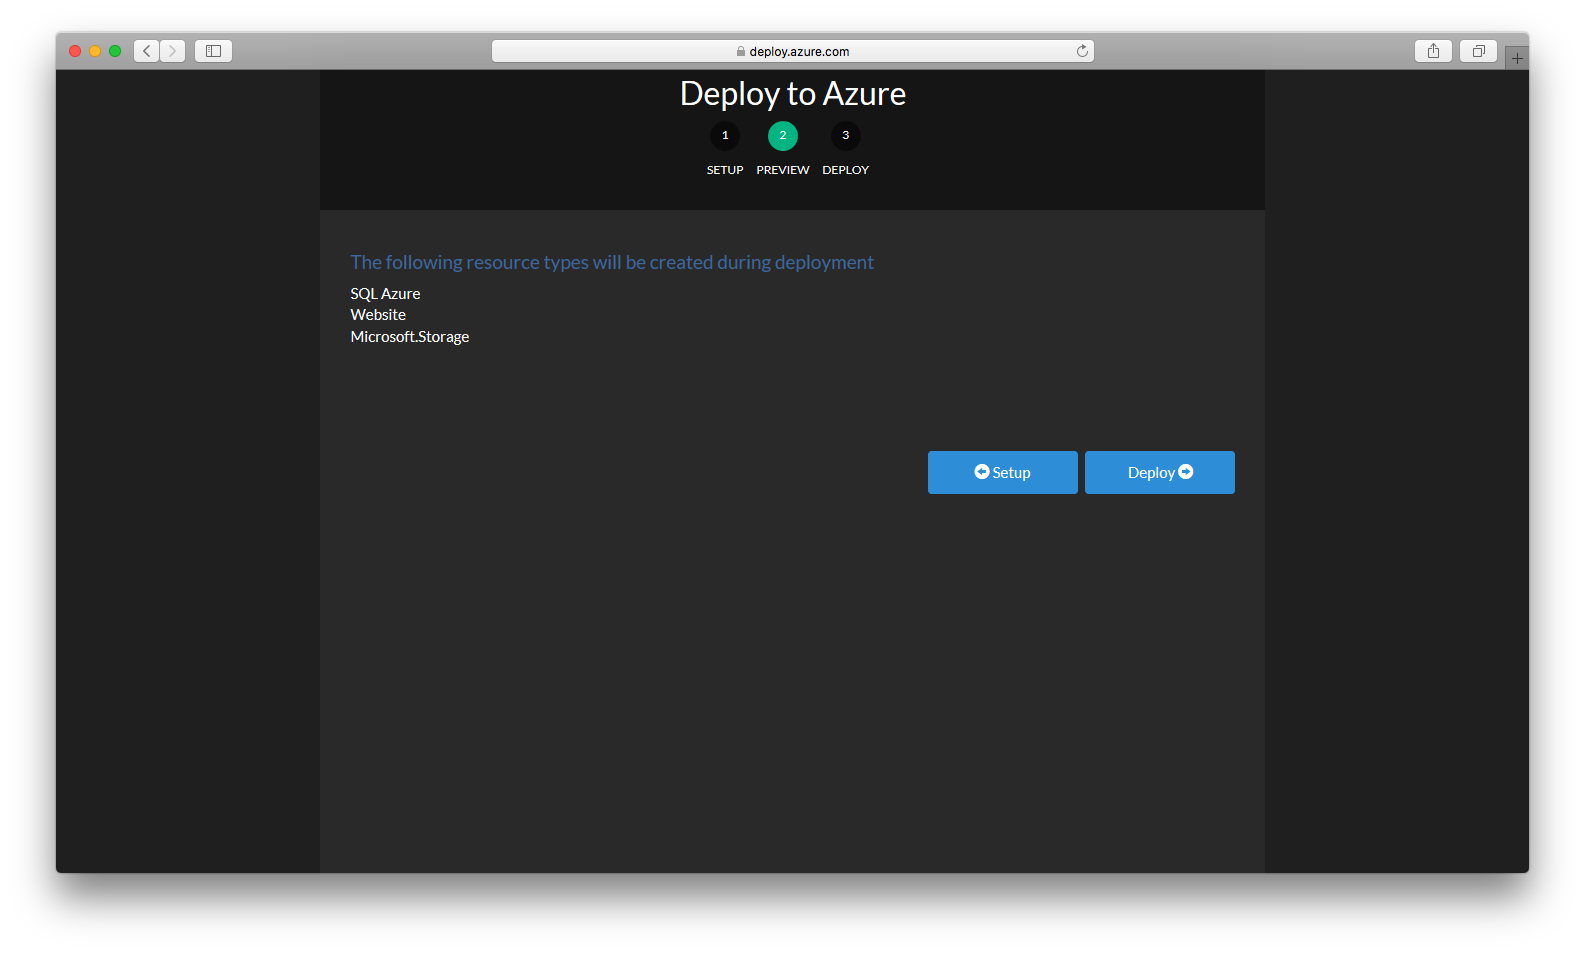 deploy.azure.com
Deploy to Azure
1 2 3
SETUP PREVIEW DEPLOY
The following resource types will be created during deployment
SQL Azure
Website
Microsoft.Storage
Setup Deploy